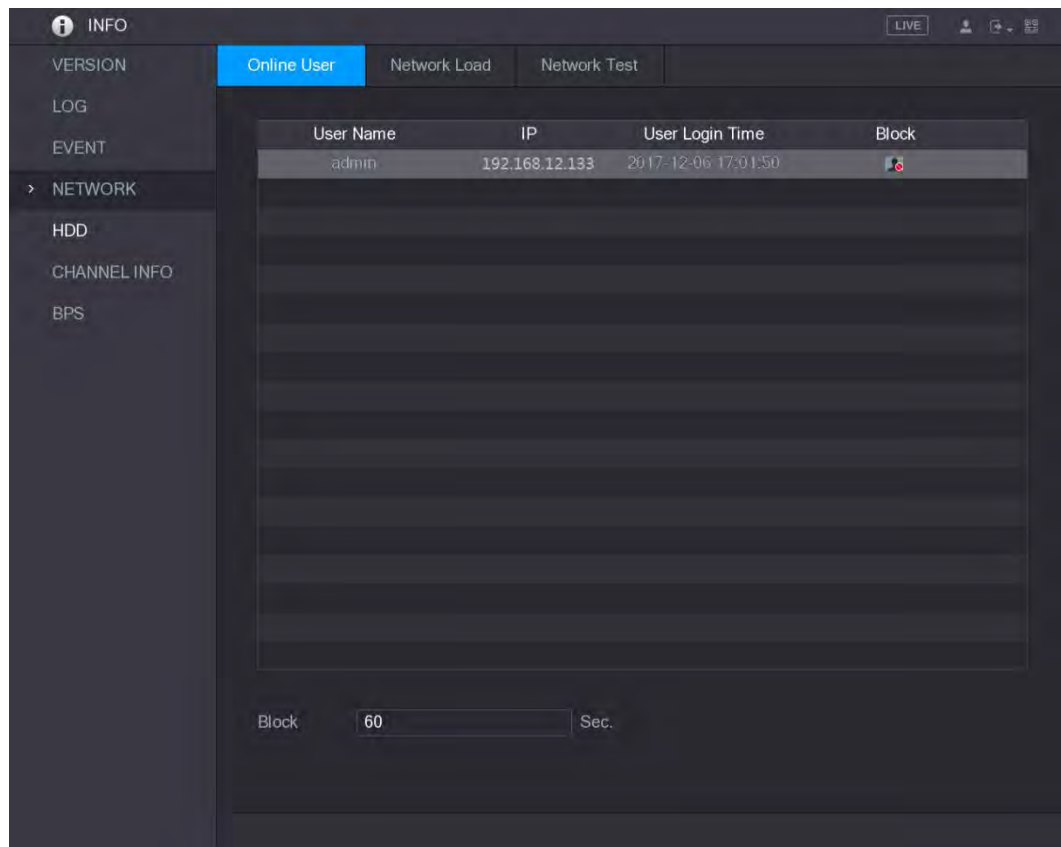 INFO
LIVE
VERSION
LOG
EVENT
NETWORK
HDD
CHANNEL INFO
BPS
Online User Network Load Network Test
User Name IP User Login Time Block
admin 192.168.12.133 2017-12-06 17:01:50
Block 60 Sec.